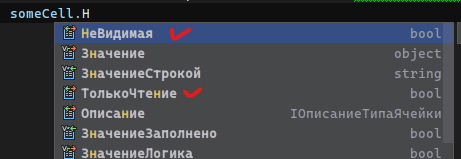 someCell.H
НеВидимая bool
Значение object
ЗначениеСтрокой string
ТолькоЧтение bool
Описание IОписаниеТипаЯчейки
ЗначениеЗаполнено bool
ЗначениеЛогика bool